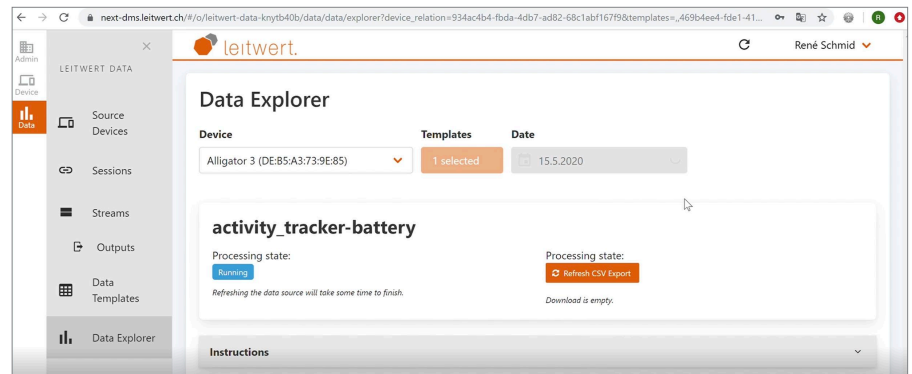 next-dms.leitwert.ch/#/o/leitwert-data-knytb40b/data/data/explorer?device_relation=934ac4b4-fbda-4db7-ad82-68c1abf167f9&templates=,,469b4ee4-fde1-41...
R
Admin
Device
Data
LEITWERT DATA
Source
Devices
Sessions
Streams
Outputs
Data
Templates
Data Explorer
leitwert.
René Schmid
Data Explorer
Device Templates Date
Alligator 3 (DE:B5:A3:73:9E:85) 1 selected 15.5.2020
activity_tracker-battery
Processing state: Processing state:
Running Refresh CSV Export
Refreshing the data source will take some time to finish. Download is empty.
Instructions